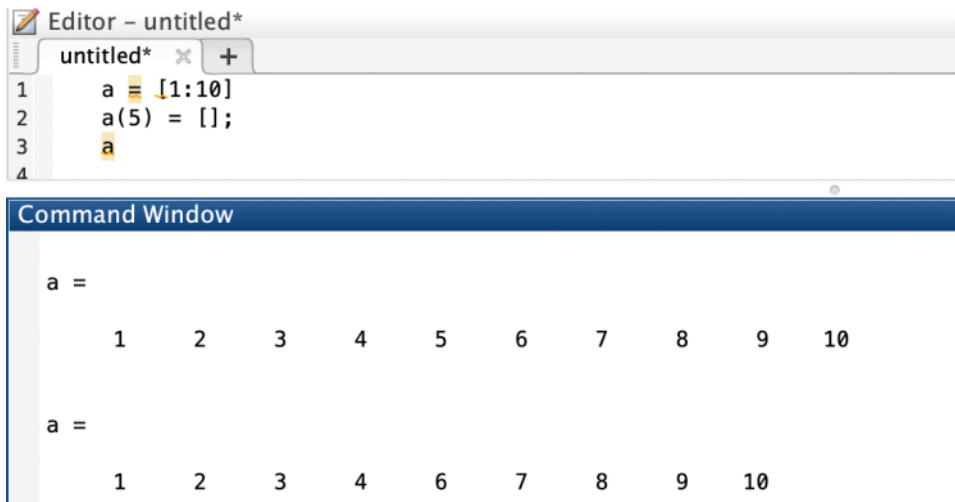 Editor – untitled*
untitled* × +
1 a = [1:10]
2 a(5) = [];
3 a
4
Command Window
a =
1 2 3 4 5 6 7 8 9 10
a =
1 2 3 4 6 7 8 9 10